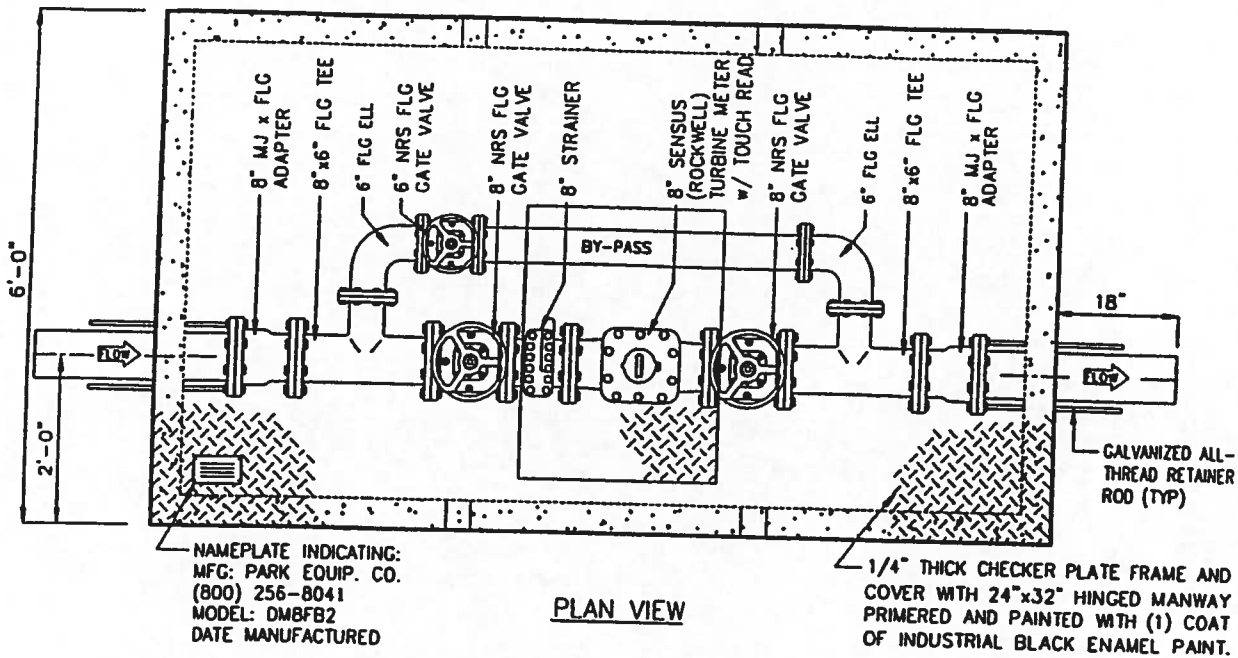 8" MJ x FLG
ADAPTER
8"x6" FLG TEE
6" FLG ELL
6" NRS FLG
GATE VALVE
8" NRS FLG
GATE VALVE
8" STRAINER
8" SENSUS
(ROCKWELL)
TURBINE METER
w/ TOUCH READ
8" NRS FLG
GATE VALVE
6" FLG ELL
8"x6" FLG TEE
8" MJ x FLG
ADAPTER
6'-0"
BY-PASS
18"
FLOW
FLOW
2'-0"
GALVANIZED ALL-
THREAD RETAINER
ROD (TYP)
NAMEPLATE INDICATING:
MFG: PARK EQUIP. CO.
(800) 256-8041
MODEL: DM8FB2
DATE MANUFACTURED
PLAN VIEW
1/4" THICK CHECKER PLATE FRAME AND
COVER WITH 24"x32" HINGED MANWAY
PRIMERED AND PAINTED WITH (1) COAT
OF INDUSTRIAL BLACK ENAMEL PAINT.